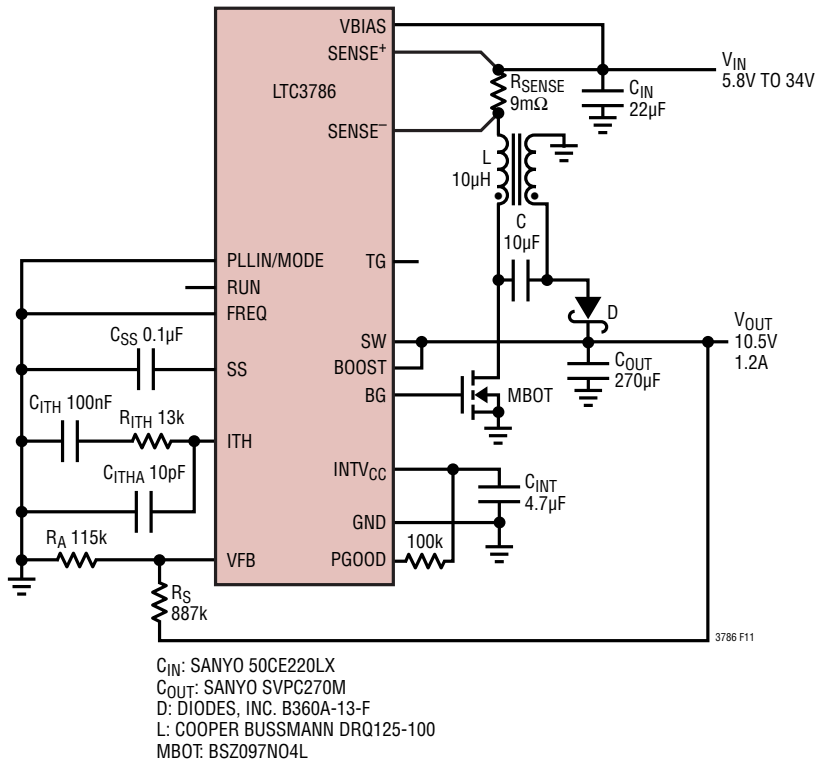 VBIAS
SENSE+
LTC3786
SENSE–
RSENSE
9mΩ
VIN
5.8V TO 34V
CIN
22µF
L
10µH
C
10µF
PLLIN/MODE
TG
RUN
FREQ
D
CSS 0.1µF
SS
SW
BOOST
BG
MBOT
VOUT
10.5V
1.2A
COUT
270µF
CITH 100nF
RITH 13k
ITH
CITHA 10pF
INTVCC
CINT
4.7µF
GND
RA 115k
VFB
PGOOD
100k
RS
887k
3786 F11
CIN: SANYO 50CE220LX
COUT: SANYO SVPC270M
D: DIODES, INC. B360A-13-F
L: COOPER BUSSMANN DRQ125-100
MBOT: BSZ097NO4L